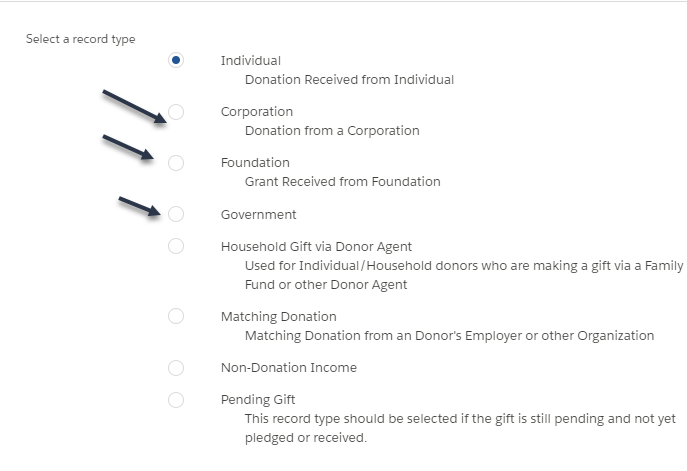 Select a record type
Individual
Donation Received from Individual
Corporation
Donation from a Corporation
Foundation
Grant Received from Foundation
Government
Household Gift via Donor Agent
Used for Individual/Household donors who are making a gift via a Family
Fund or other Donor Agent
Matching Donation
Matching Donation from an Donor's Employer or other Organization
Non-Donation Income
Pending Gift
This record type should be selected if the gift is still pending and not yet
pledged or received.